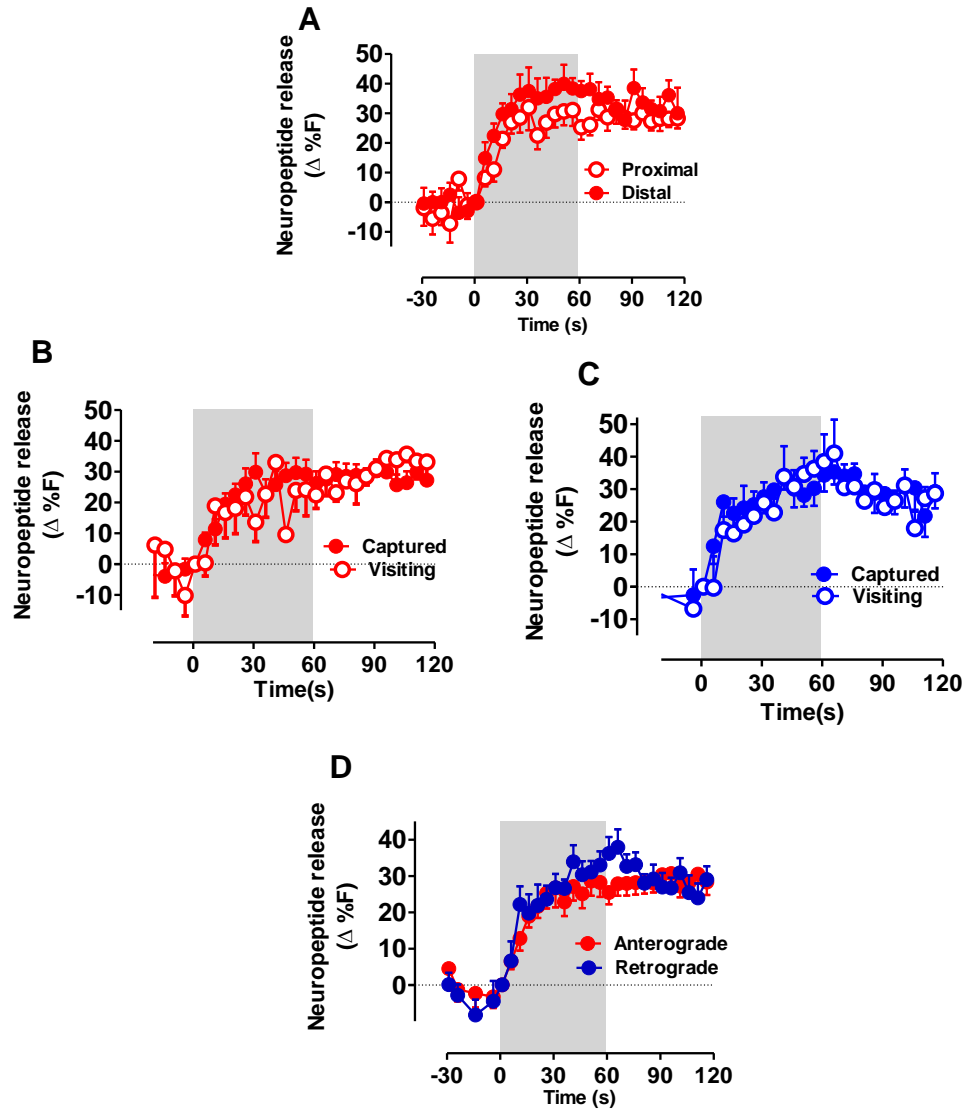 A
Neuropeptide release
(Δ %F)
50
40
30
20
10
0
-10
Proximal
Distal
-30 0 30 60 90 120
Time (s)
B
Neuropeptide release
(Δ %F)
50
40
30
20
10
0
-10
Captured
Visiting
0 30 60 90 120
Time(s)
C
Neuropeptide release
(Δ %F)
50
40
30
20
10
0
-10
Captured
Visiting
0 30 60 90 120
Time(s)
D
Neuropeptide release
(Δ %F)
40
30
20
10
0
Anterograde
Retrograde
-30 0 30 60 90 120
Time (s)